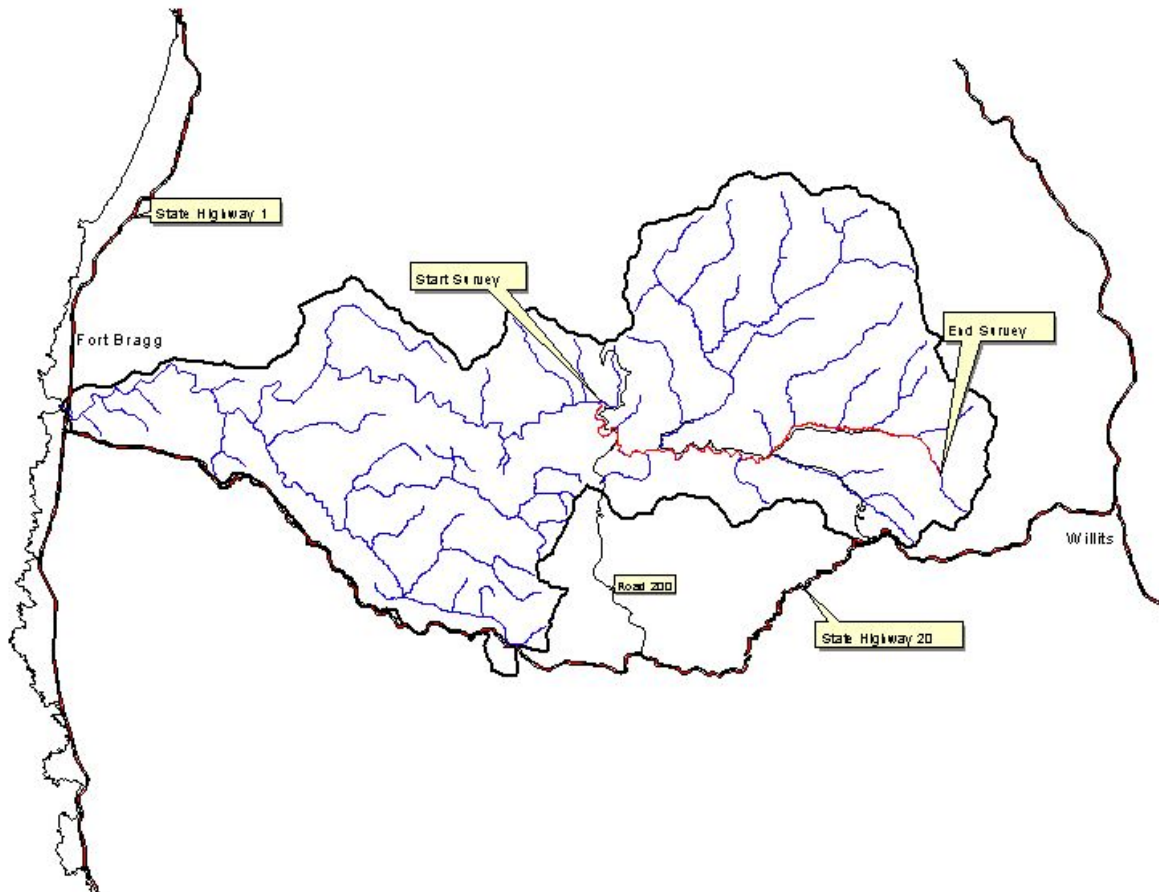 State Highway 1
Start Survey
Fort Bragg
End Survey
Willits
Road 200
State Highway 20